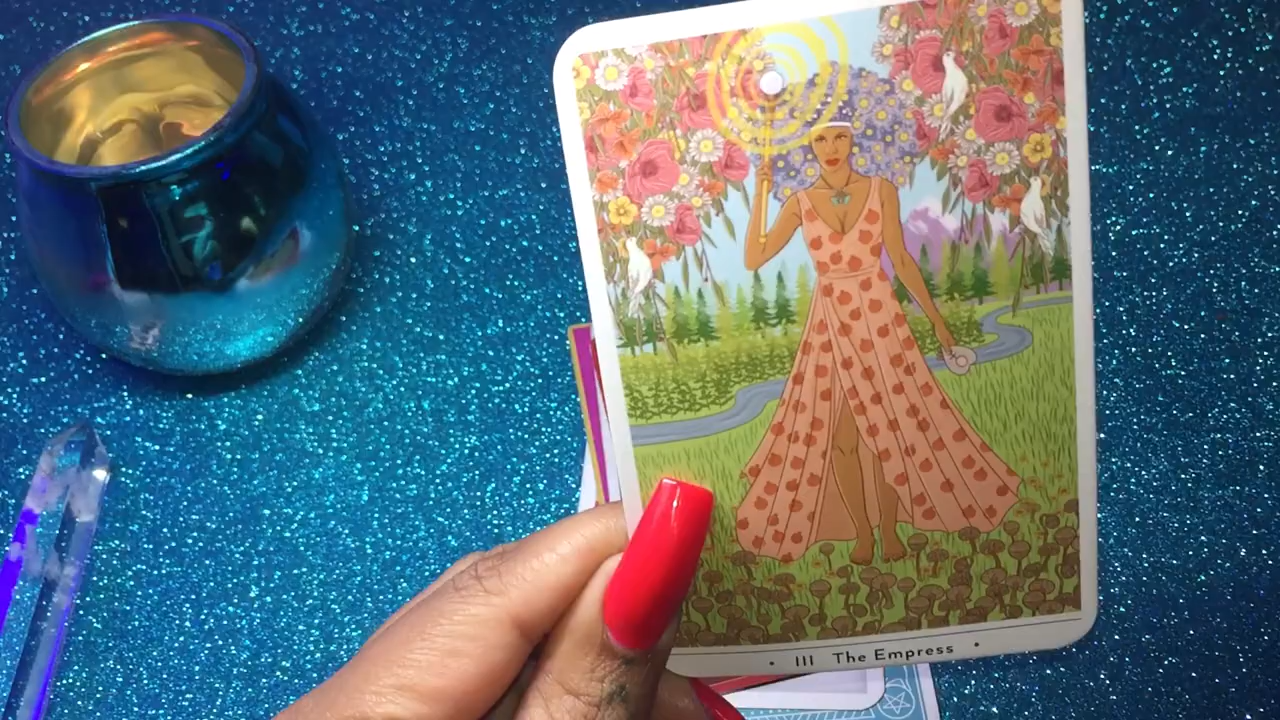 • III The Empress •